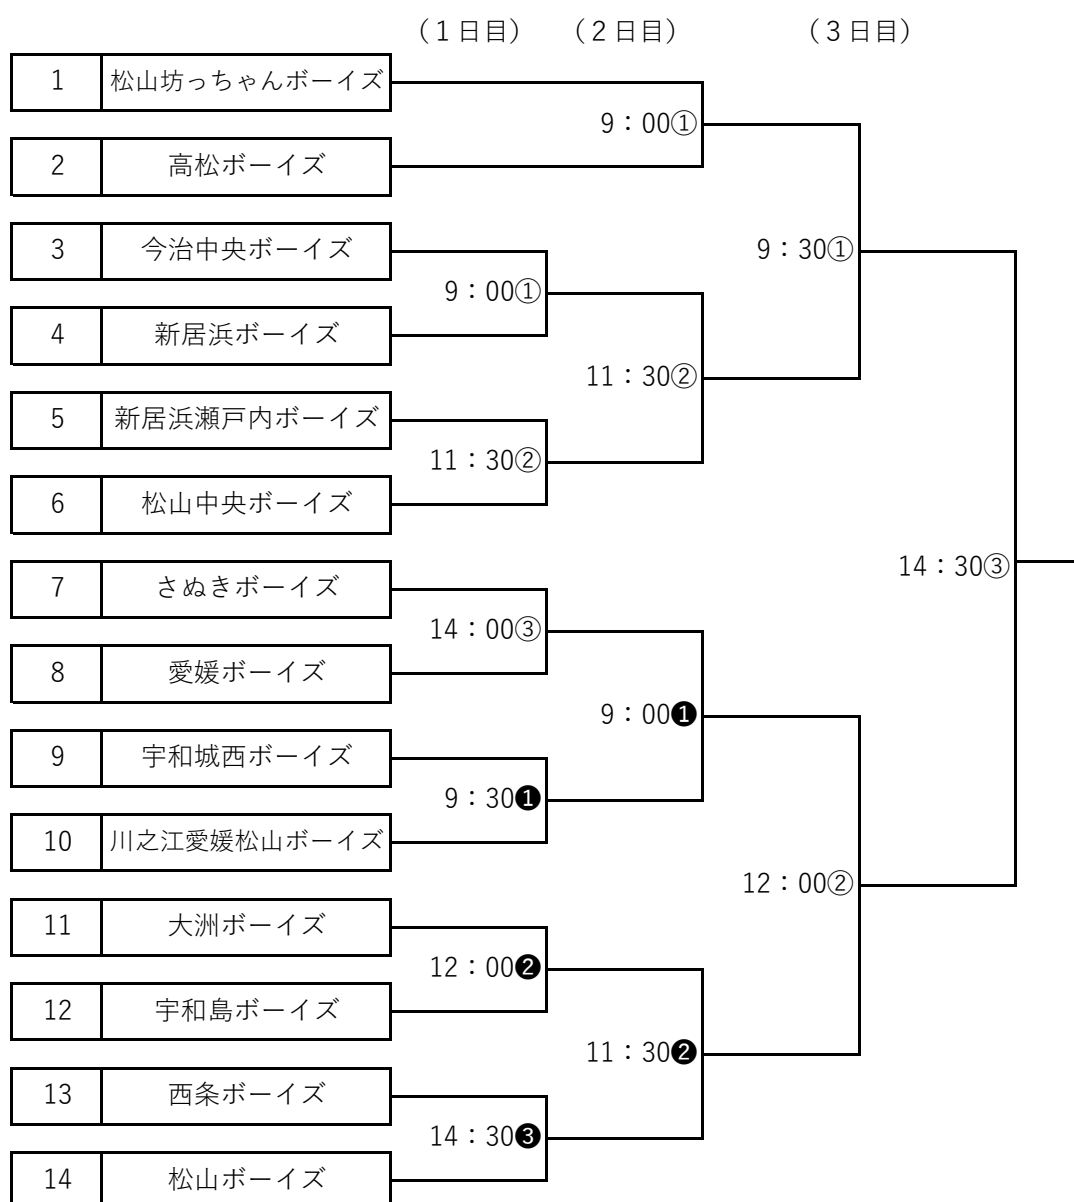 （１日目）　（２日目）　（３日目）
1 松山坊っちゃんボーイズ
9：00①
2 高松ボーイズ
3 今治中央ボーイズ
9：30①
9：00①
4 新居浜ボーイズ
11：30②
5 新居浜瀬戸内ボーイズ
11：30②
6 松山中央ボーイズ
14：30③
7 さぬきボーイズ
14：00③
8 愛媛ボーイズ
9：00❶
9 宇和城西ボーイズ
9：30❶
10 川之江愛媛松山ボーイズ
12：00②
11 大洲ボーイズ
12：00❷
12 宇和島ボーイズ
11：30❷
13 西条ボーイズ
14：30❸
14 松山ボーイズ